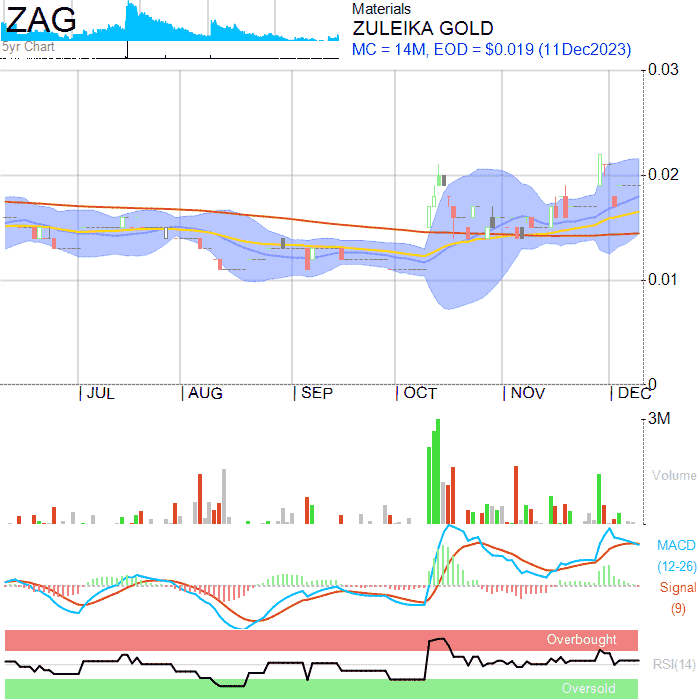 ZAG
5yr Chart
Materials
ZULEIKA GOLD
MC = 14M, EOD = $0.019 (11Dec2023)
0.03
0.02
0.01
0
JUL AUG SEP OCT NOV DEC
3M
Volume
MACD
(12-26)
Signal
(9)
Overbought
RSI(14)
Oversold